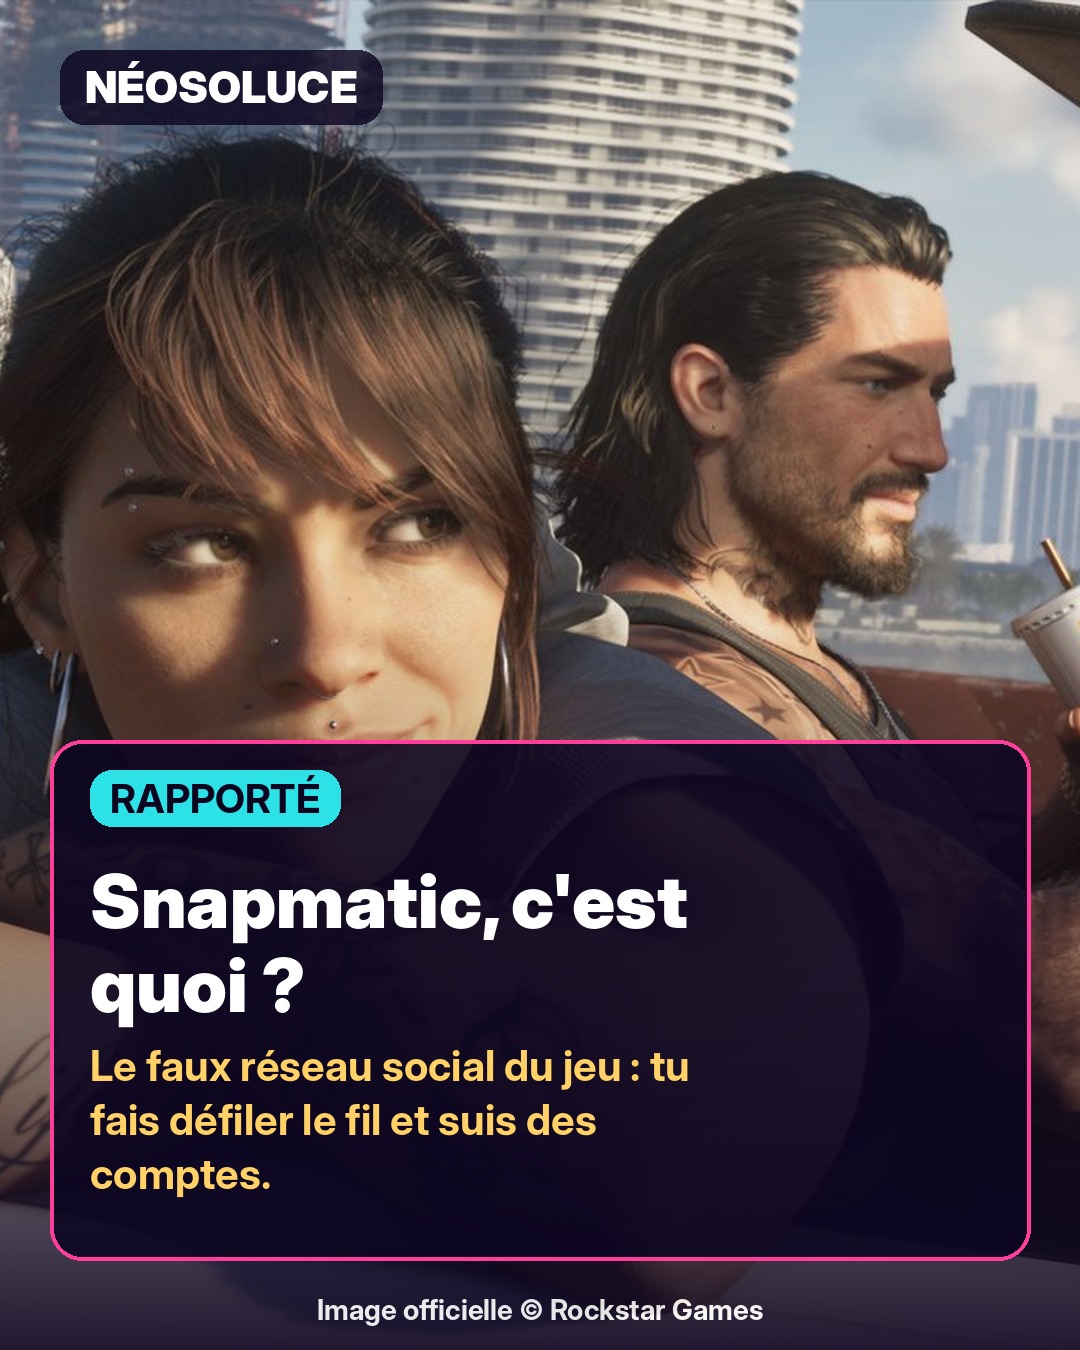 NÉOSOLUCE
RAPPORTÉ
Snapmatic, c'est
quoi ?
Le faux réseau social du jeu : tu
fais défiler le fil et suis des
comptes.
Image officielle © Rockstar Games